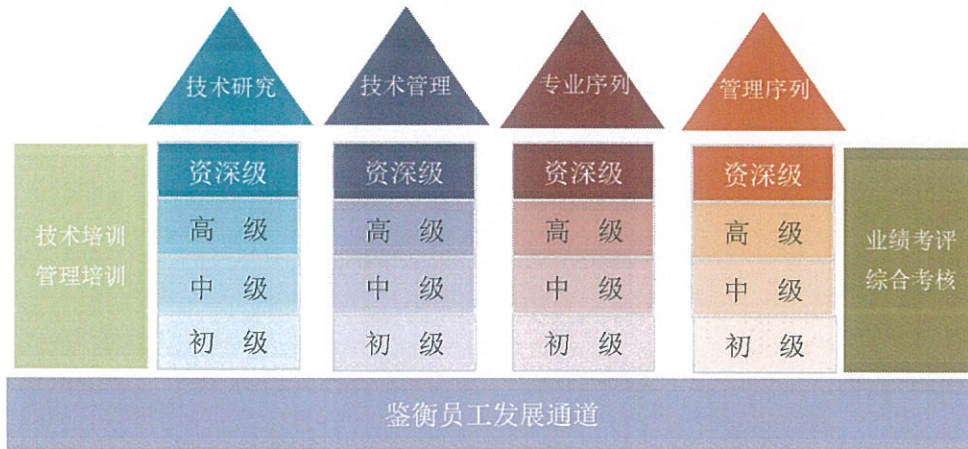 技术研究
技术管理
专业序列
管理序列
技术培训
管理培训
资深级
高 级
中 级
初 级
资深级
高 级
中 级
初 级
资深级
高 级
中 级
初 级
资深级
高 级
中 级
初 级
业绩考评
综合考核
鉴衡员工发展通道